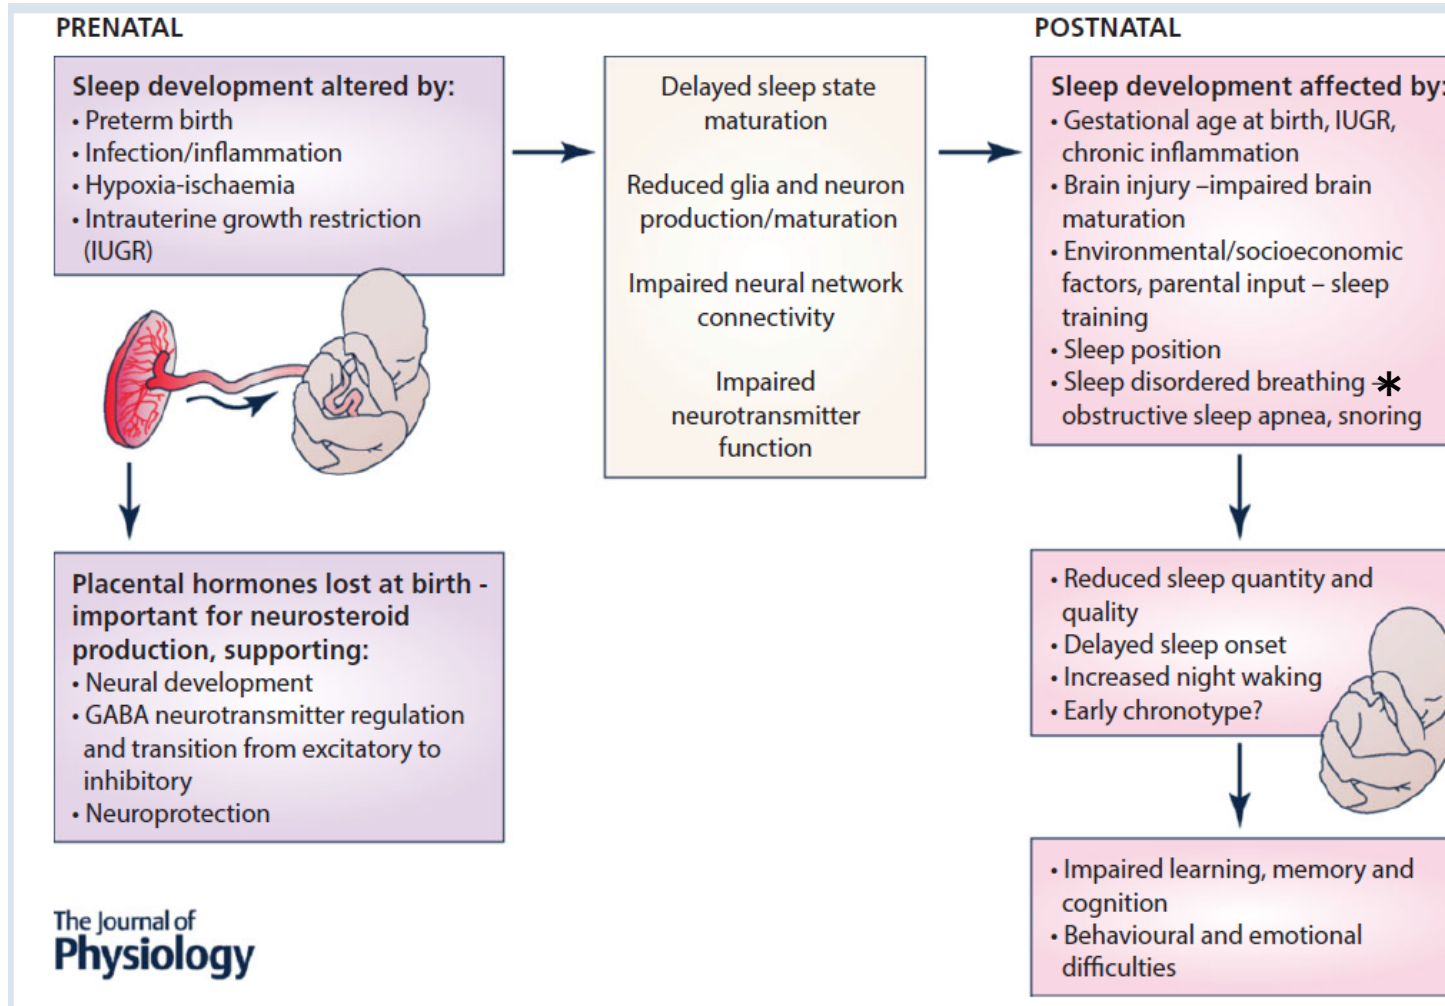 PRENATAL
Sleep development altered by:
• Preterm birth
• Infection/inflammation
• Hypoxia-ischaemia
• Intrauterine growth restriction
(IUGR)
Placental hormones lost at birth -
important for neurosteroid
production, supporting:
• Neural development
• GABA neurotransmitter regulation
and transition from excitatory to
inhibitory
• Neuroprotection
Delayed sleep state
maturation
Reduced glia and neuron
production/maturation
Impaired neural network
connectivity
Impaired
neurotransmitter
function
POSTNATAL
Sleep development affected by:
• Gestational age at birth, IUGR,
chronic inflammation
• Brain injury –impaired brain
maturation
• Environmental/socioeconomic
factors, parental input – sleep
training
• Sleep position
• Sleep disordered breathing -*
obstructive sleep apnea, snoring
• Reduced sleep quantity and
quality
• Delayed sleep onset
• Increased night waking
• Early chronotype?
• Impaired learning, memory and
cognition
• Behavioural and emotional
difficulties
The Journal of
Physiology